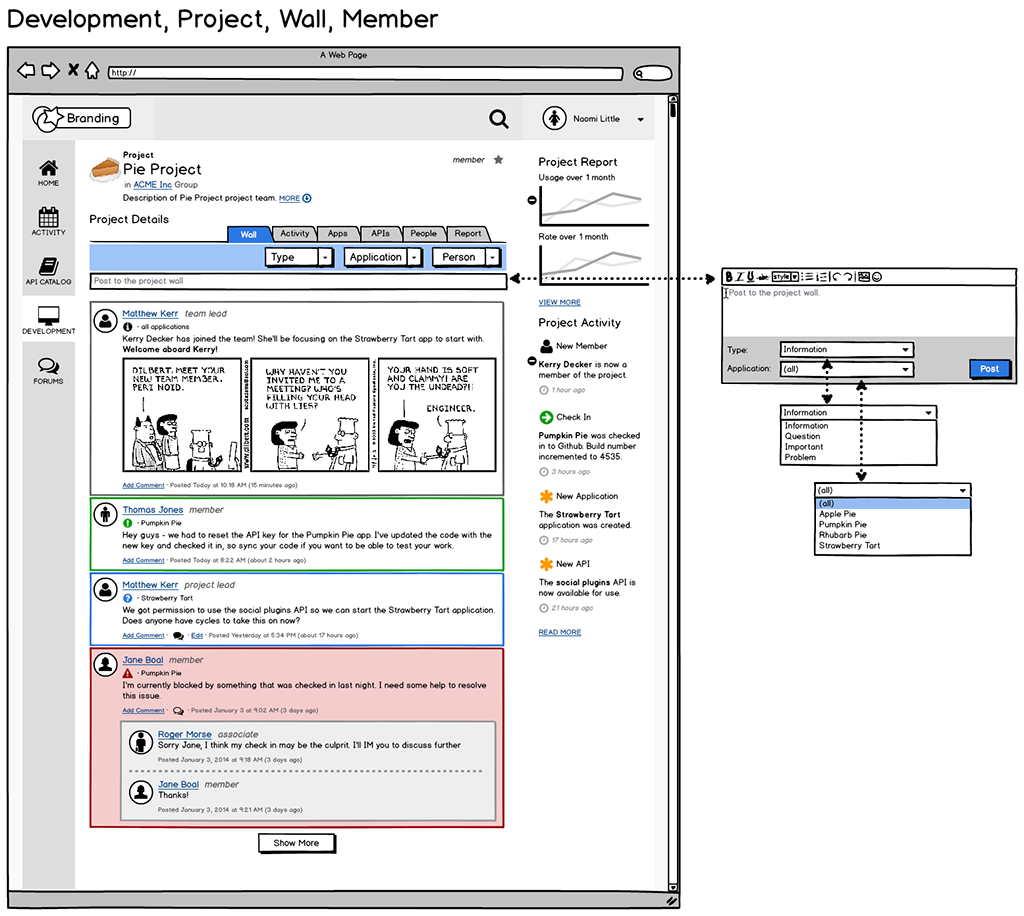 Development, Project, Wall, Member
A Web Page
http://
Branding
Naomi Little
HOME
ACTIVITY
API CATALOG
DEVELOPMENT
FORUMS
Project
Pie Project
member
in ACME Inc Group
Description of Pie Project project team. MORE
Project Details
Wall
Activity
Apps
APIs
People
Report
Type
Application
Person
Post to the project wall
Matthew Kerr team lead
· all applications
Kerry Decker has joined the team! She'll be focusing on the Strawberry Tart app to start with.
Welcome aboard Kerry!
DILBERT, MEET YOUR
NEW TEAM MEMBER,
PERI NOID.
www.dilbert.com
WHY HAVEN'T YOU
INVITED ME TO A
MEETING? WHO'S
FILLING YOUR HEAD
WITH LIES?
YOUR HAND IS SOFT
AND CLAMMY! ARE
YOU THE UNDEAD?!
ENGINEER.
Add Comment · Posted Today at 10:18 AM (15 minutes ago)
Thomas Jones member
· Pumpkin Pie
Hey guys - we had to reset the API key for the Pumpkin Pie app. I've updated the code with the
new key and checked it in, so sync your code if you want to be able to test your work.
Add Comment · Posted Today at 8:22 AM (about 2 hours ago)
Matthew Kerr project lead
· Strawberry Tart
We got permission to use the social plugins API so we can start the Strawberry Tart application.
Does anyone have cycles to take this on now?
Add Comment · · Edit · Posted Yesterday at 5:34 PM (about 17 hours ago)
Jane Boal member
· Pumpkin Pie
I'm currently blocked by something that was checked in last night. I need some help to resolve
this issue.
Add Comment · · Posted January 3 at 9:02 AM (3 days ago)
Roger Morse associate
Sorry Jane, I think my check in may be the culprit. I'll IM you to discuss further
Posted January 3, 2014 at 9:18 AM (3 days ago)
Jane Boal member
Thanks!
Posted January 3, 2014 at 9:21 AM (3 days ago)
Show More
Project Report
Usage over 1 month
Rate over 1 month
VIEW MORE
Project Activity
New Member
Kerry Decker is now a
member of the project.
1 hour ago
Check In
Pumpkin Pie was checked
in to Github. Build number
incremented to 4535.
3 hours ago
New Application
The Strawberry Tart
application was created.
17 hours ago
New API
The social plugins API is
now available for use.
21 hours ago
READ MORE
B I U abc style
Post to the project wall.
Type:
Information
Application:
(all)
Post
Information
Information
Question
Important
Problem
(all)
(all)
Apple Pie
Pumpkin Pie
Rhubarb Pie
Strawberry Tart